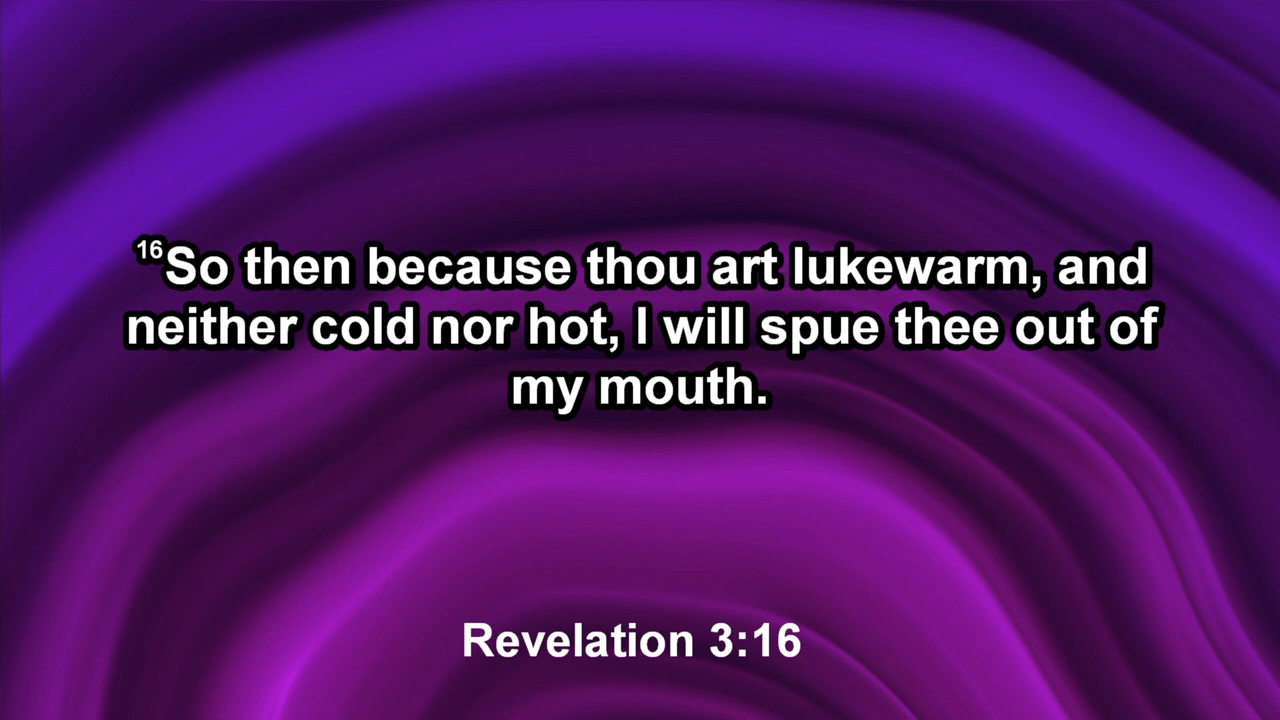 16So then because thou art lukewarm, and
neither cold nor hot, I will spue thee out of
my mouth.
Revelation 3:16